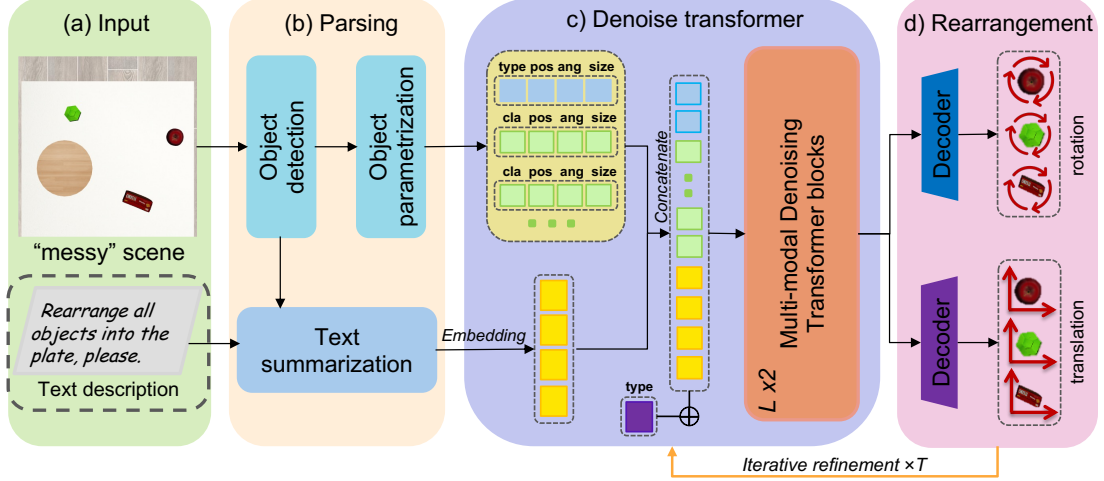 (a) Input
“messy” scene
Rearrange all
objects into the
plate, please.
Text description
(b) Parsing
Object
detection
Object
parametrization
Text
summarization
c) Denoise transformer
type pos ang size
cla pos ang size
cla pos ang size
Embedding
Concatenate
type
Multi-modal Denoising
Transformer blocks
L x2
d) Rearrangement
Decoder
rotation
Decoder
translation
Iterative refinement ×T